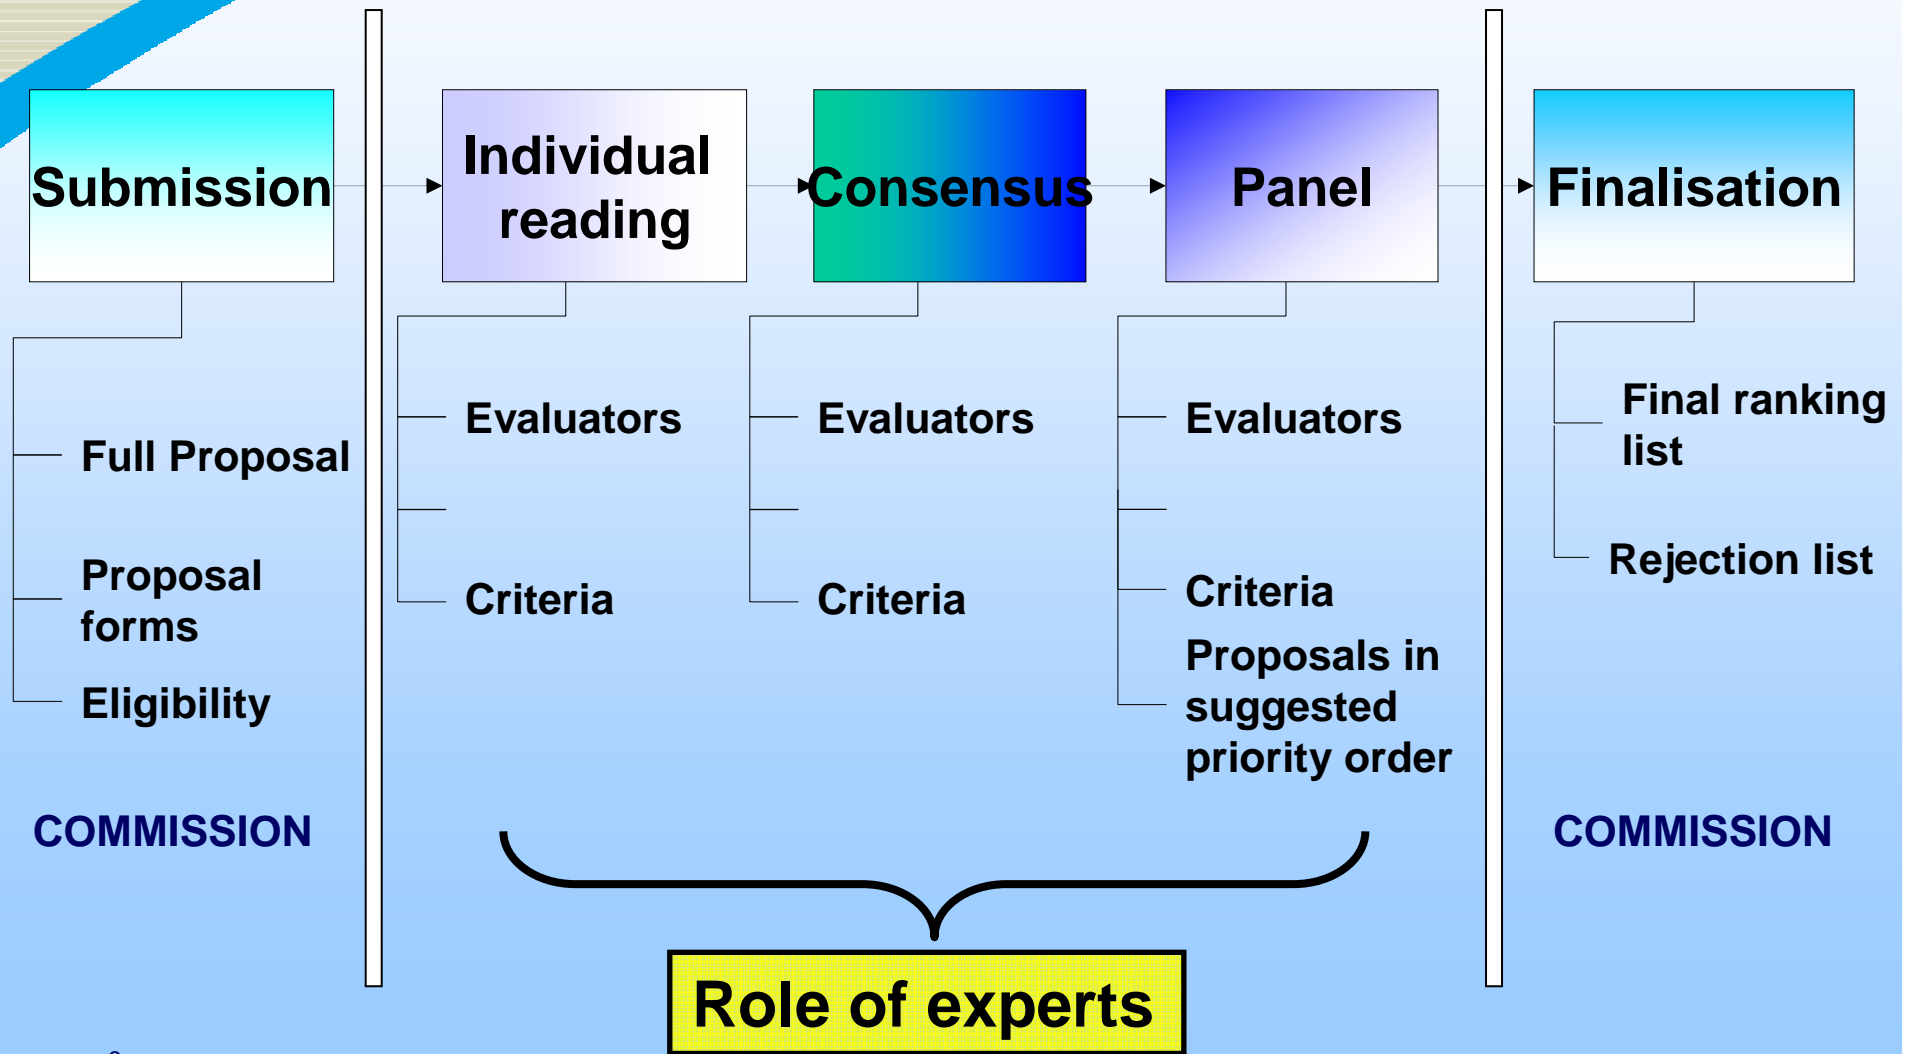 Submission
Individual
reading
Consensus
Panel
Finalisation
Full Proposal
Proposal
forms
Eligibility
Evaluators
Criteria
Evaluators
Criteria
Evaluators
Criteria
Proposals in
suggested
priority order
Final ranking
list
Rejection list
COMMISSION
COMMISSION
Role of experts